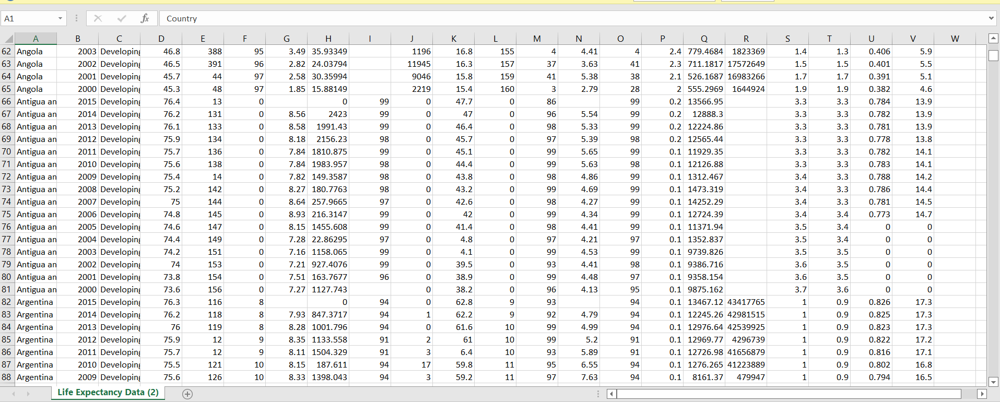 A1 fx Country
A B C D E F G H I J K L M N O P Q R S T U V W
62 Angola 2003 Developing 46.8 388 95 3.49 35.93349 1196 16.8 155 4 4.41 4 2.4 779.4684 1823369 1.4 1.3 0.406 5.9
63 Angola 2002 Developing 46.5 391 96 2.82 24.03794 11945 16.3 157 37 3.63 41 2.3 711.1817 17572649 1.5 1.5 0.401 5.5
64 Angola 2001 Developing 45.7 44 97 2.58 30.35994 9046 15.8 159 41 5.38 38 2.1 526.1687 16983266 1.7 1.7 0.391 5.1
65 Angola 2000 Developing 45.3 48 97 1.85 15.88149 2219 15.4 160 3 2.79 28 2 555.2969 1644924 1.9 1.9 0.382 4.6
66 Antigua an 2015 Developing 76.4 13 0 0 99 0 47.7 0 86 99 0.2 13566.95 3.3 3.3 0.784 13.9
67 Antigua an 2014 Developing 76.2 131 0 8.56 2423 99 0 47 0 96 5.54 99 0.2 12888.3 3.3 3.3 0.782 13.9
68 Antigua an 2013 Developing 76.1 133 0 8.58 1991.43 99 0 46.4 0 98 5.33 99 0.2 12224.86 3.3 3.3 0.781 13.9
69 Antigua an 2012 Developing 75.9 134 0 8.18 2156.23 98 0 45.7 0 97 5.39 98 0.2 12565.44 3.3 3.3 0.778 13.8
70 Antigua an 2011 Developing 75.7 136 0 7.84 1810.875 99 0 45.1 0 99 5.65 99 0.1 11929.35 3.3 3.3 0.782 14.1
71 Antigua an 2010 Developing 75.6 138 0 7.84 1983.957 98 0 44.4 0 99 5.63 98 0.1 12126.88 3.3 3.3 0.783 14.1
72 Antigua an 2009 Developing 75.4 14 0 7.82 149.3587 98 0 43.8 0 98 4.86 99 0.1 1312.467 3.4 3.3 0.788 14.2
73 Antigua an 2008 Developing 75.2 142 0 8.27 180.7763 98 0 43.2 0 99 4.69 99 0.1 1473.319 3.4 3.3 0.786 14.4
74 Antigua an 2007 Developing 75 144 0 8.64 257.9665 97 0 42.6 0 98 4.27 99 0.1 14252.29 3.4 3.3 0.781 14.5
75 Antigua an 2006 Developing 74.8 145 0 8.93 216.3147 99 0 42 0 99 4.34 99 0.1 12724.39 3.4 3.4 0.773 14.7
76 Antigua an 2005 Developing 74.6 147 0 8.15 1455.608 99 0 41.4 0 98 4.41 99 0.1 11371.94 3.5 3.4 0 0
77 Antigua an 2004 Developing 74.4 149 0 7.28 22.86295 97 0 4.8 0 97 4.21 97 0.1 1352.837 3.5 3.4 0 0
78 Antigua an 2003 Developing 74.2 151 0 7.16 1158.065 99 0 4.1 0 99 4.53 99 0.1 9739.826 3.5 3.5 0 0
79 Antigua an 2002 Developing 74 153 0 7.21 927.4076 99 0 39.5 0 93 4.41 98 0.1 9386.716 3.6 3.5 0 0
80 Antigua an 2001 Developing 73.8 154 0 7.51 163.7677 96 0 38.9 0 99 4.48 97 0.1 9358.154 3.6 3.5 0 0
81 Antigua an 2000 Developing 73.6 156 0 7.27 1127.743 0 38.2 0 96 4.13 95 0.1 9875.162 3.7 3.6 0 0
82 Argentina 2015 Developing 76.3 116 8 0 94 0 62.8 9 93 94 0.1 13467.12 43417765 1 0.9 0.826 17.3
83 Argentina 2014 Developing 76.2 118 8 7.93 847.3717 94 1 62.2 9 92 4.79 94 0.1 12245.26 42981515 1 0.9 0.825 17.3
84 Argentina 2013 Developing 76 119 8 8.28 1001.796 94 0 61.6 10 99 4.99 94 0.1 12976.64 42539925 1 0.9 0.823 17.3
85 Argentina 2012 Developing 75.9 12 9 8.35 1133.558 91 2 61 10 99 5.2 91 0.1 12969.77 4296739 1 0.9 0.822 17.2
86 Argentina 2011 Developing 75.7 12 9 8.11 1504.329 91 3 6.4 10 93 5.89 91 0.1 12726.98 41656879 1 0.9 0.816 17.1
87 Argentina 2010 Developing 75.5 121 10 8.15 187.611 94 17 59.8 11 95 6.55 94 0.1 1276.265 41223889 1 0.9 0.802 16.8
88 Argentina 2009 Developing 75.6 126 10 8.33 1398.043 94 3 59.2 11 97 7.63 94 0.1 8161.37 479947 1 0.9 0.794 16.5
Life Expectancy Data (2)